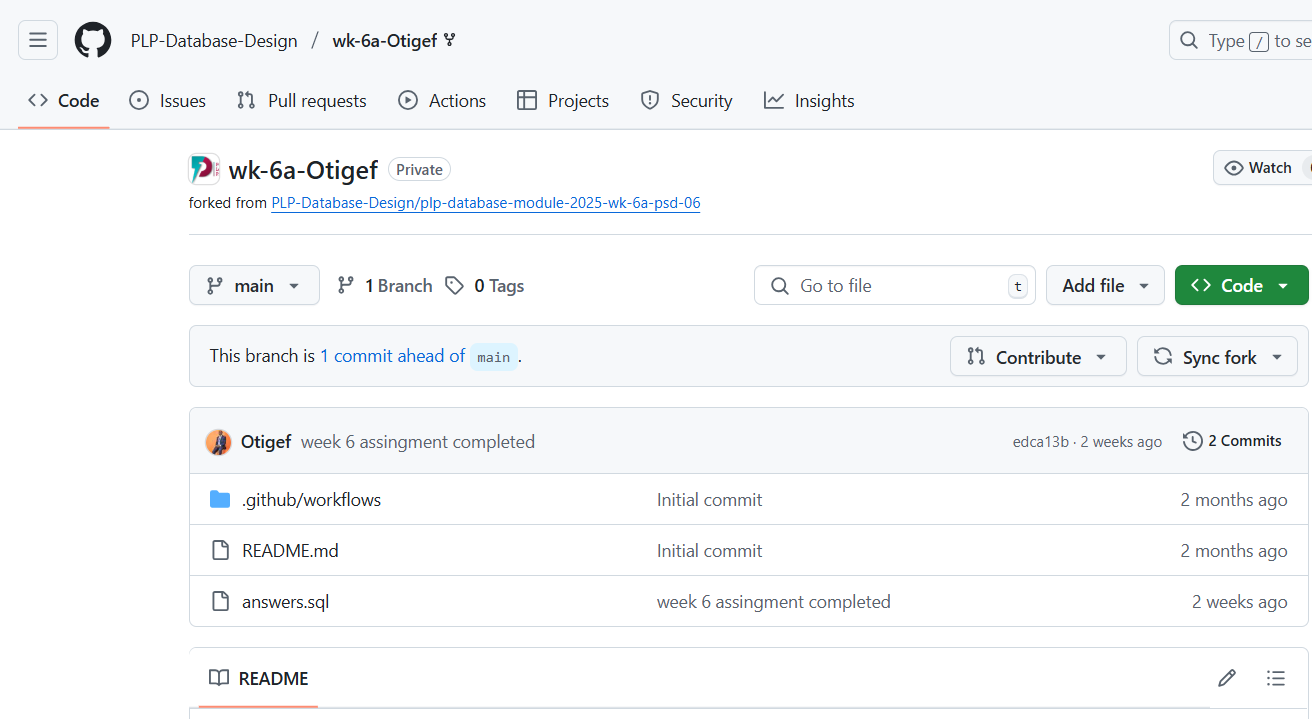 PLP-Database-Design / wk-6a-Otigef
Type / to se
Code Issues Pull requests Actions Projects Security Insights
wk-6a-Otigef Private
Watch
forked from PLP-Database-Design/plp-database-module-2025-wk-6a-psd-06
main 1 Branch 0 Tags Go to file t Add file Code
This branch is 1 commit ahead of main . Contribute Sync fork
Otigef week 6 assingment completed edca13b · 2 weeks ago 2 Commits
.github/workflows Initial commit 2 months ago
README.md Initial commit 2 months ago
answers.sql week 6 assingment completed 2 weeks ago
README